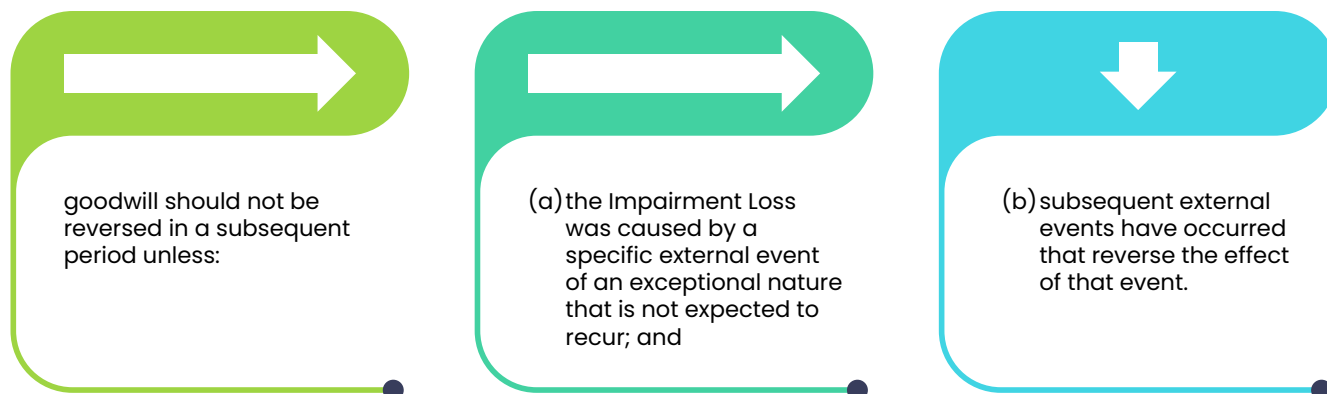 goodwill should not be
reversed in a subsequent
period unless:
(a) the Impairment Loss
was caused by a
specific external event
of an exceptional nature
that is not expected to
recur; and
(b) subsequent external
events have occurred
that reverse the effect
of that event.